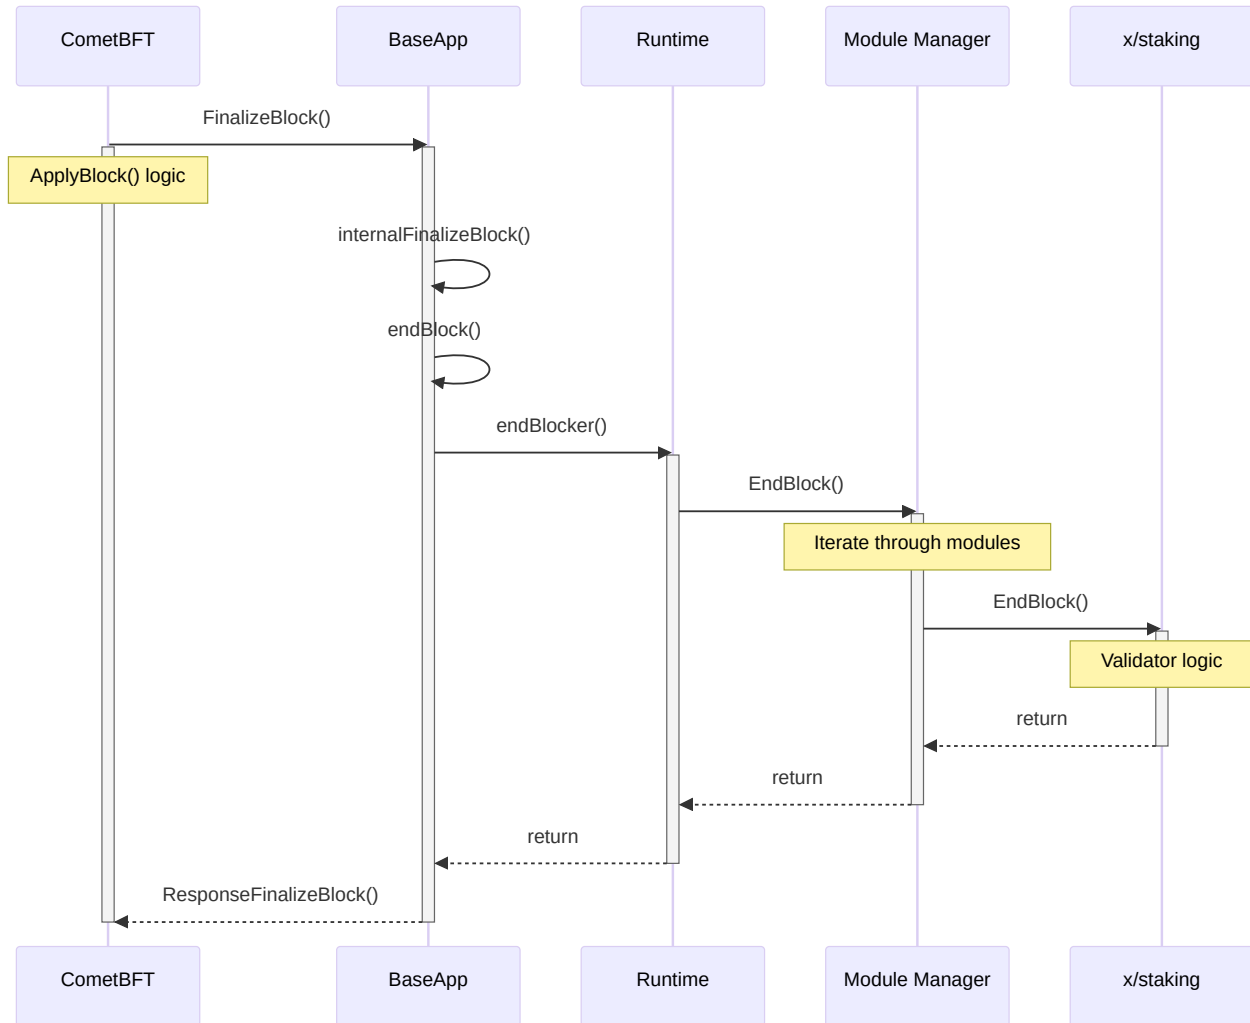 CometBFT
BaseApp
Runtime
Module Manager
x/staking
FinalizeBlock()
ApplyBlock() logic
internalFinalizeBlock()
endBlock()
endBlocker()
EndBlock()
Iterate through modules
EndBlock()
Validator logic
return
return
return
ResponseFinalizeBlock()
CometBFT
BaseApp
Runtime
Module Manager
x/staking